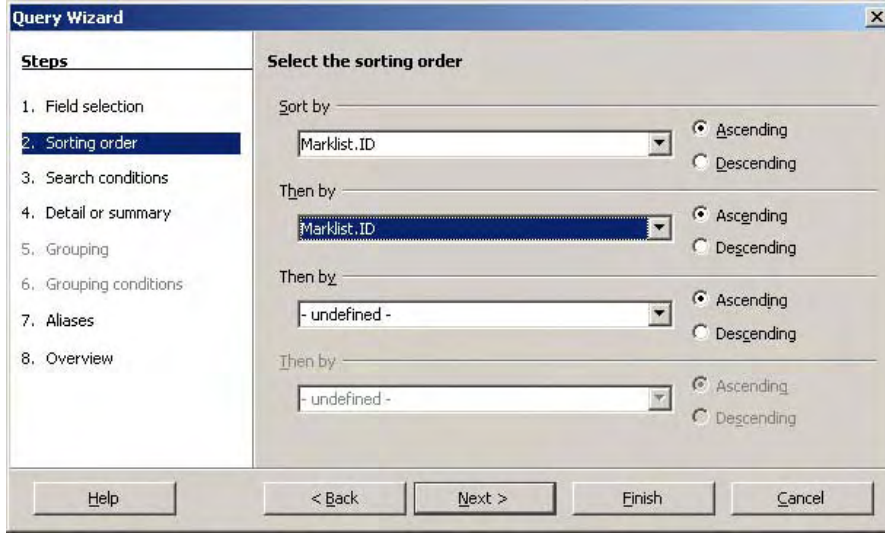 Query Wizard
Steps
1. Field selection
2. Sorting order
3. Search conditions
4. Detail or summary
5. Grouping
6. Grouping conditions
7. Aliases
8. Overview
Select the sorting order
Sort by
Marklist.ID
Ascending
Descending
Then by
Marklist.ID
Ascending
Descending
Then by
- undefined -
Ascending
Descending
Then by
- undefined -
Ascending
Descending
Help
< Back
Next >
Finish
Cancel